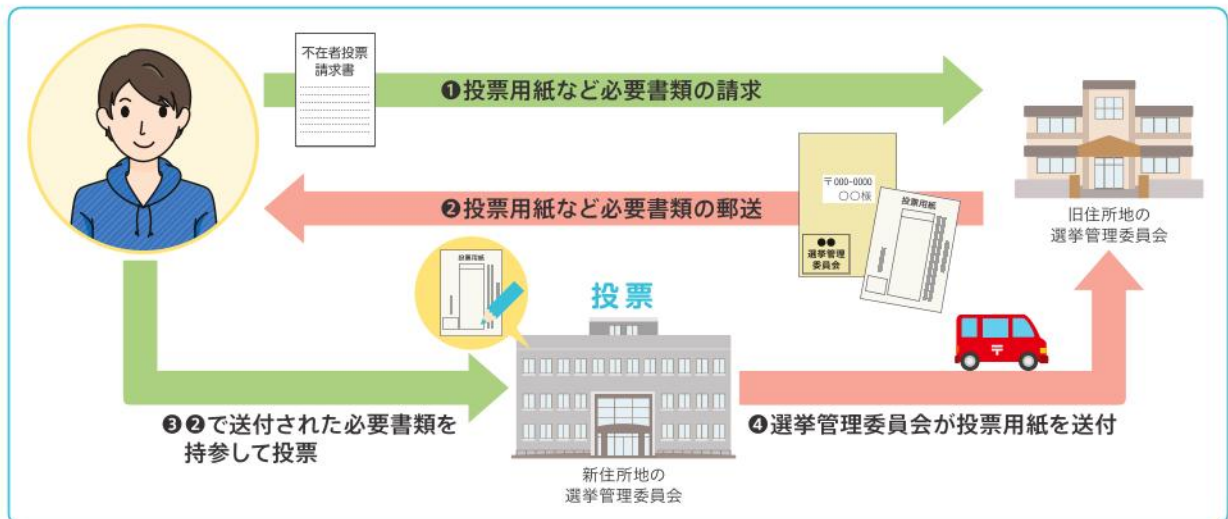 不在者投票
請求書
❶投票用紙など必要書類の請求
❷投票用紙など必要書類の郵送
〒000-0000
〇〇様
●●
選挙管理
委員会
投票用紙
旧住所地の
選挙管理委員会
投票用紙
投票
〒
❸❷で送付された必要書類を
持参して投票
新住所地の
選挙管理委員会
❹選挙管理委員会が投票用紙を送付